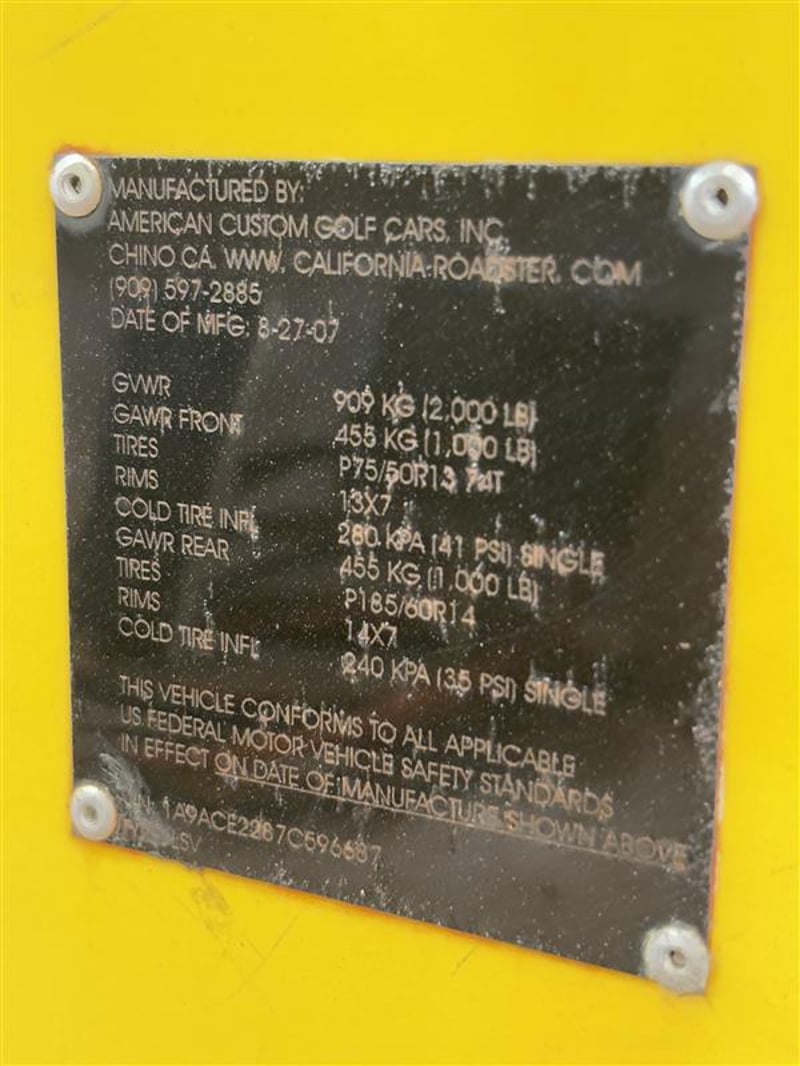 MANUFACTURED BY:
AMERICAN CUSTOM GOLF CARS, INC.
CHINO CA. WWW. CALIFORNIA-ROADSTER. COM
(909) 597-2885
DATE OF MFG: 8-27-07
GVWR 909 KG (2,000 LB)
GAWR FRONT 455 KG (1,000 LB)
TIRES P75/50R13 74T
RIMS 13X7
COLD TIRE INFL 280 KPA (41 PSI) SINGLE
GAWR REAR 455 KG (1,000 LB)
TIRES P185/60R14
RIMS 14X7
COLD TIRE INFL 240 KPA (35 PSI) SINGLE
THIS VEHICLE CONFORMS TO ALL APPLICABLE
US FEDERAL MOTOR VEHICLE SAFETY STANDARDS
IN EFFECT ON DATE OF MANUFACTURE SHOWN ABOVE
LSV